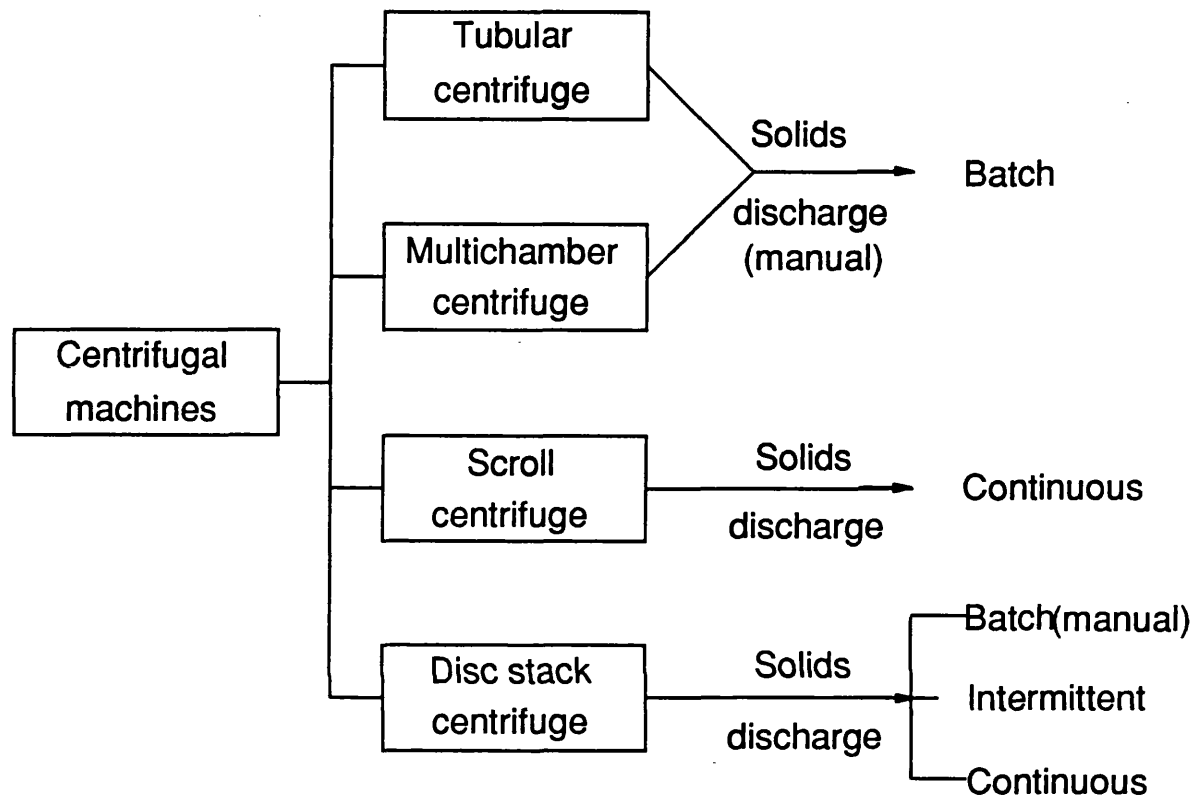 Tubular
centrifuge
Solids
Batch
discharge
(manual)
Multichamber
centrifuge
Centrifugal
machines
Scroll
centrifuge
Solids
discharge
Continuous
Disc stack
centrifuge
Solids
discharge
Batch(manual)
Intermittent
Continuous